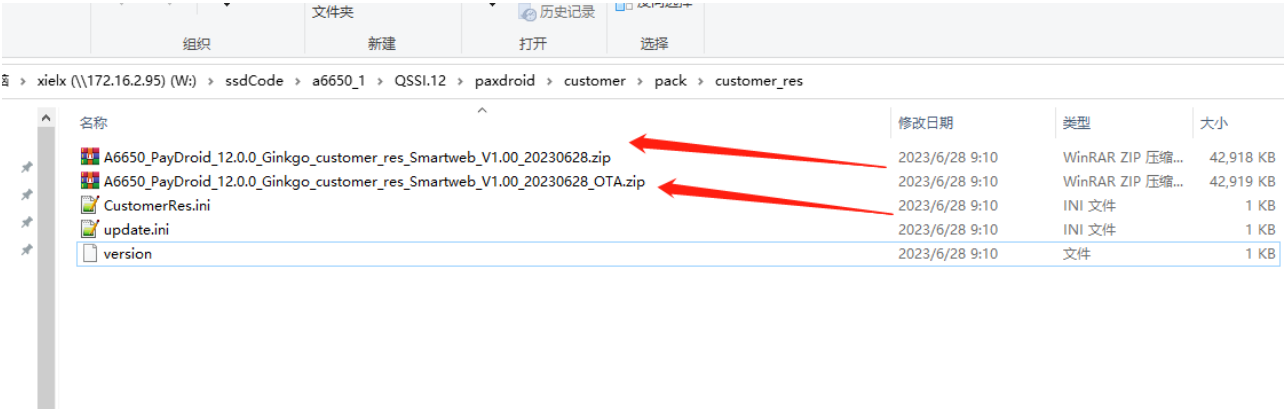 文件夹
历史记录
反向选择
组织 新建 打开 选择
xielx (\\172.16.2.95) (W:) › ssdCode › a6650_1 › QSSI.12 › paxdroid › customer › pack › customer_res
名称 修改日期 类型 大小
A6650_PayDroid_12.0.0_Ginkgo_customer_res_Smartweb_V1.00_20230628.zip 2023/6/28 9:10 WinRAR ZIP 压缩... 42,918 KB
A6650_PayDroid_12.0.0_Ginkgo_customer_res_Smartweb_V1.00_20230628_OTA.zip 2023/6/28 9:10 WinRAR ZIP 压缩... 42,919 KB
CustomerRes.ini 2023/6/28 9:10 INI 文件 1 KB
update.ini 2023/6/28 9:10 INI 文件 1 KB
version 2023/6/28 9:10 文件 1 KB